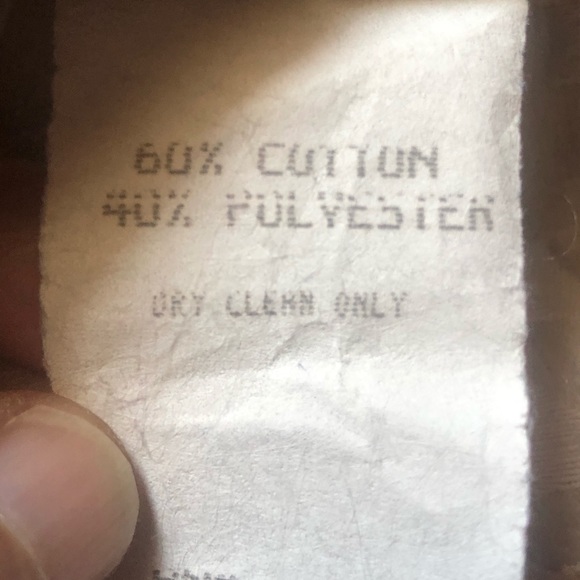 60% COTTON
40% POLYESTER
DRY CLEAN ONLY